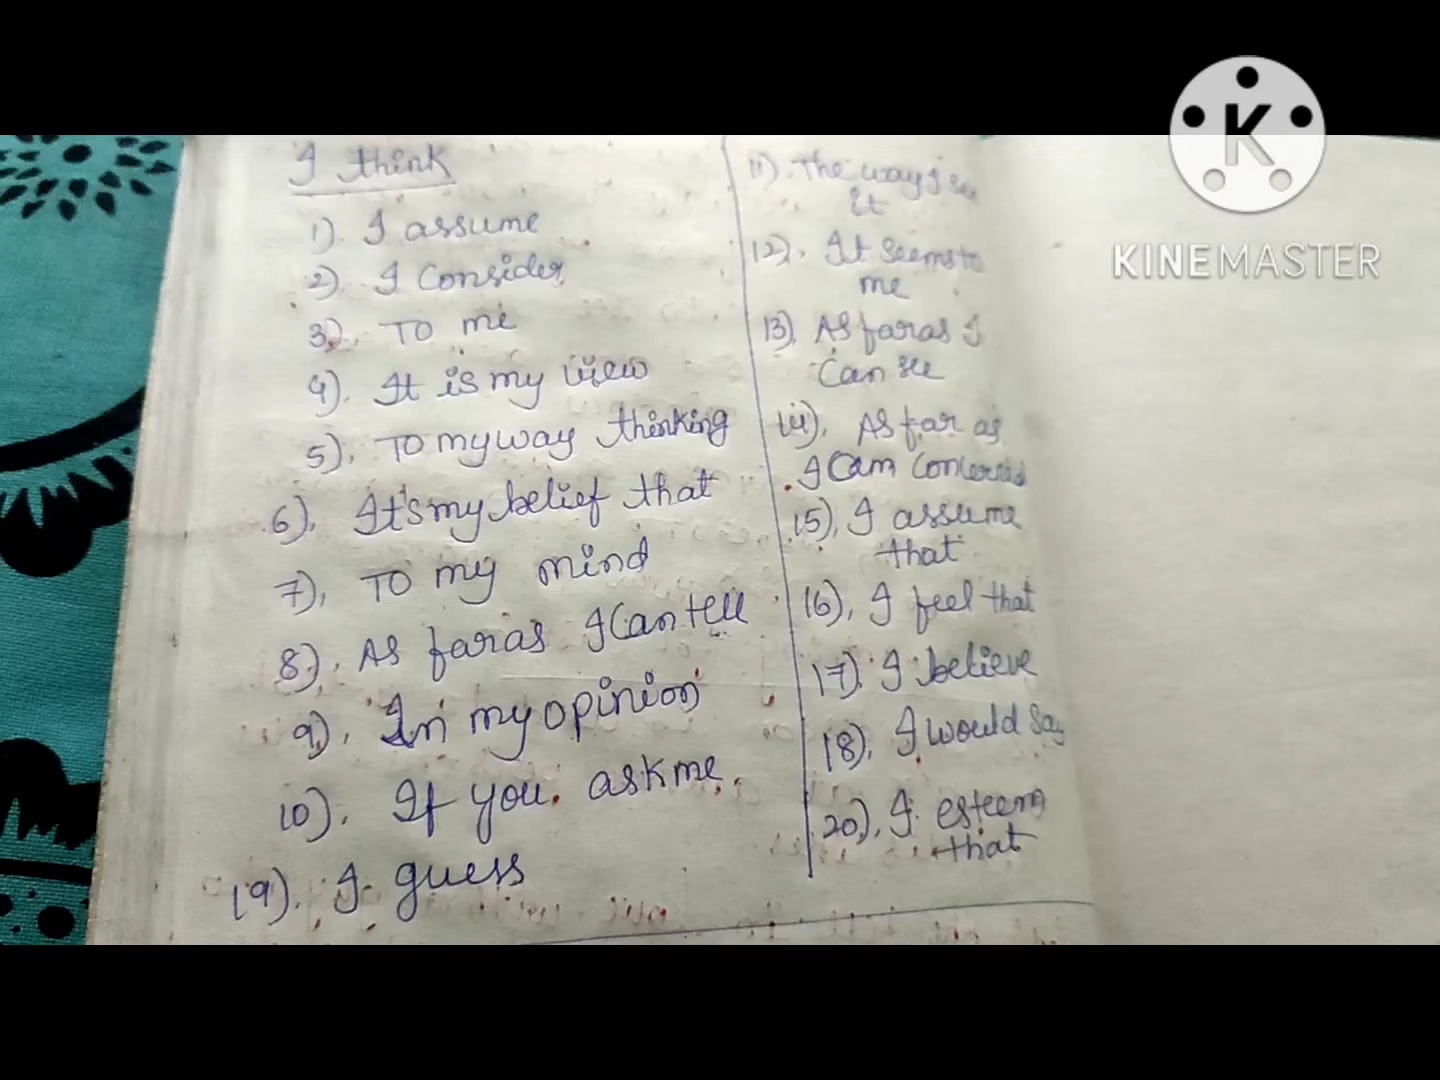 I think
1). I assume
2). I Consider
3). TO me
4). It is my view
5). TO my way thinking
6). It's my belief that
7). TO my mind
8). As far as I Can tell
9). In my opinion
10). If you ask me
19). I guess
11). The way I see
it
12). It seems to
me
13). As far as I
Can see
14). As far as
I Cam
15). I assume
that
16). I feel that
17). I believe
18). I would Say
20). I esteem
that
K
KINEMASTER